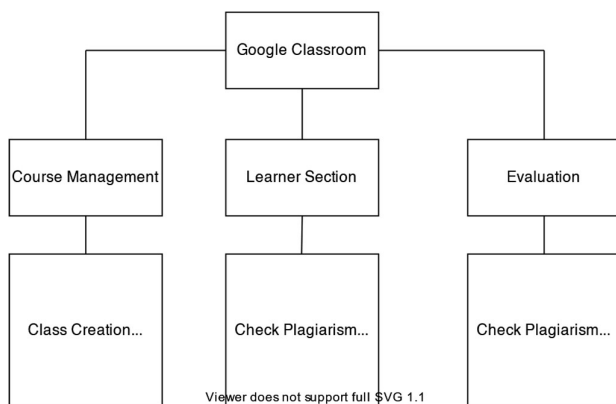 Google Classroom
Course Management
Learner Section
Evaluation
Class Creation...
Check Plagiarism...
Check Plagiarism...
Viewer does not support full SVG 1.1